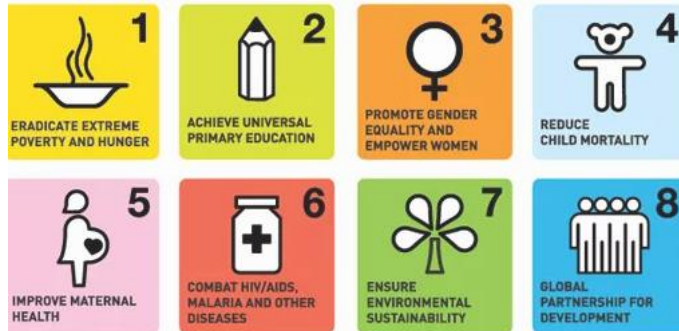 1
ERADICATE EXTREME
POVERTY AND HUNGER
2
ACHIEVE UNIVERSAL
PRIMARY EDUCATION
3
PROMOTE GENDER
EQUALITY AND
EMPOWER WOMEN
4
REDUCE
CHILD MORTALITY
5
IMPROVE MATERNAL
HEALTH
6
COMBAT HIV/AIDS,
MALARIA AND OTHER
DISEASES
7
ENSURE
ENVIRONMENTAL
SUSTAINABILITY
8
GLOBAL
PARTNERSHIP FOR
DEVELOPMENT